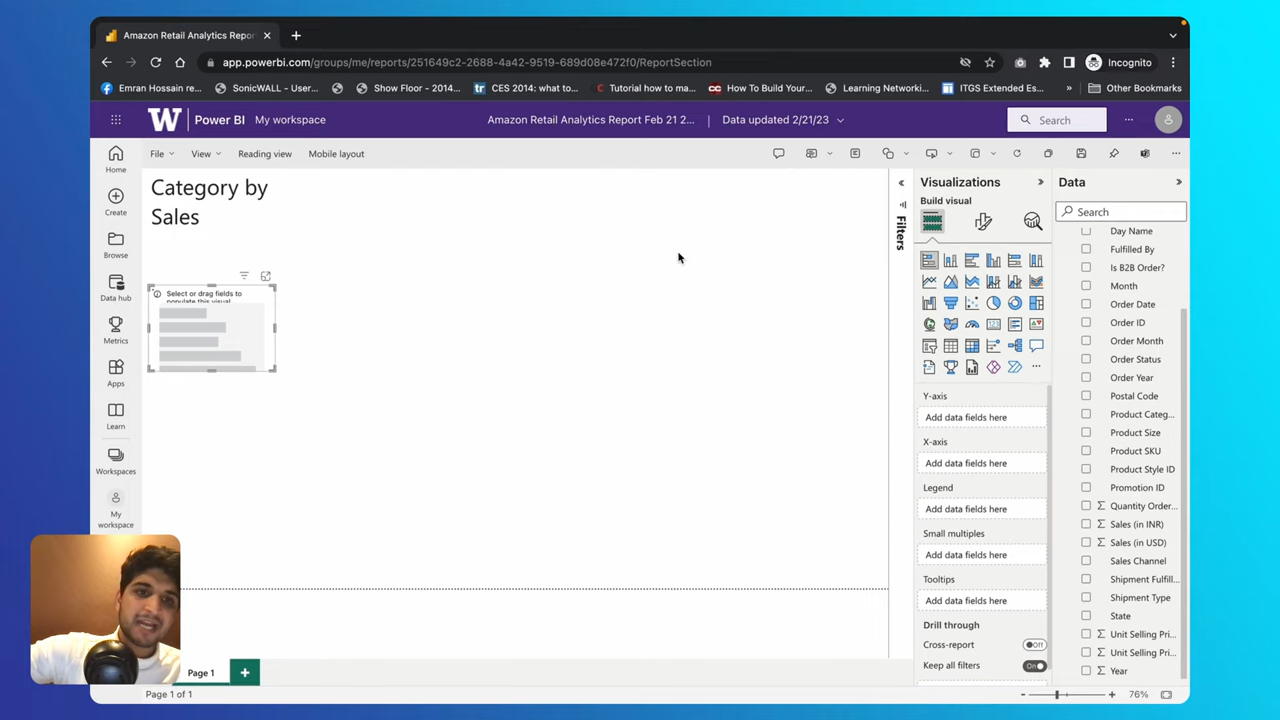 Amazon Retail Analytics Repor
app.powerbi.com/groups/me/reports/251649c2-2688-4a42-9519-689d08e472f0/ReportSection
Incognito
Emran Hossain re...
SonicWALL - User...
Show Floor - 2014...
CES 2014: what to...
Tutorial how to ma...
How To Build Your...
Learning Networki...
ITGS Extended Es...
»
Other Bookmarks
W
Power BI
My workspace
Amazon Retail Analytics Report Feb 21 2...
Data updated 2/21/23
Search
File
View
Reading view
Mobile layout
Home
Create
Browse
Data hub
Metrics
Apps
Learn
Workspaces
My
workspace
Category by
Sales
Select or drag fields to
populate this visual
Filters
Visualizations
Build visual
Y-axis
Add data fields here
X-axis
Add data fields here
Legend
Add data fields here
Small multiples
Add data fields here
Tooltips
Add data fields here
Drill through
Cross-report
Off
Keep all filters
On
Data
Search
Day Name
Fulfilled By
Is B2B Order?
Month
Order Date
Order ID
Order Month
Order Status
Order Year
Postal Code
Product Categ...
Product Size
Product SKU
Product Style ID
Promotion ID
Quantity Order...
Sales (in INR)
Sales (in USD)
Sales Channel
Shipment Fulfill...
Shipment Type
State
Unit Selling Pri...
Unit Selling Pri...
Year
Page 1
Page 1 of 1
76%